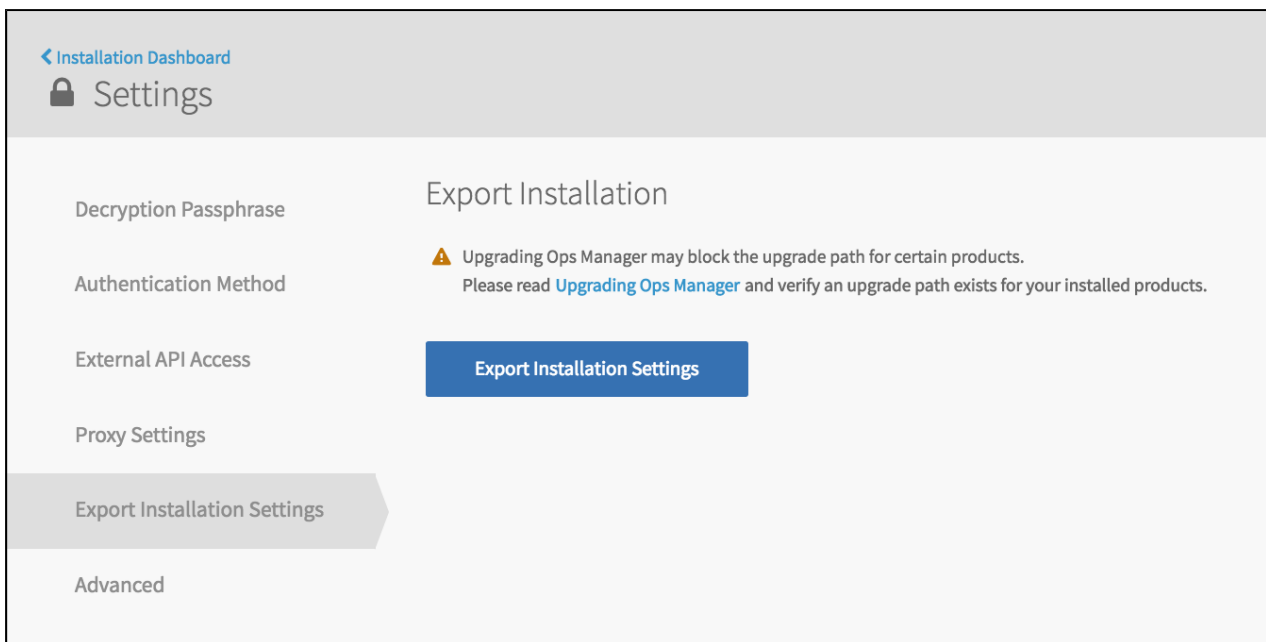 Installation Dashboard
Settings
Decryption Passphrase
Authentication Method
External API Access
Proxy Settings
Export Installation Settings
Advanced
Export Installation
Upgrading Ops Manager may block the upgrade path for certain products.
Please read Upgrading Ops Manager and verify an upgrade path exists for your installed products.
Export Installation Settings